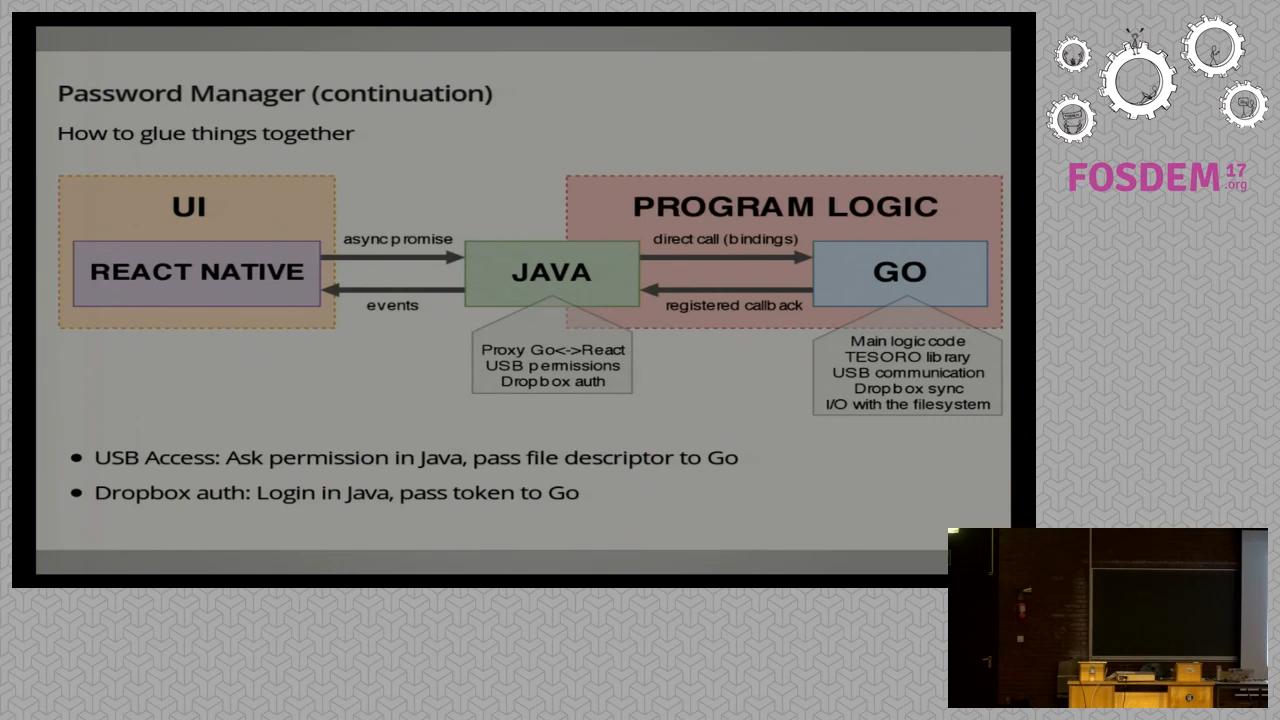 Password Manager (continuation)
How to glue things together
UI
PROGRAM LOGIC
async promise
direct call (bindings)
REACT NATIVE
JAVA
GO
events
registered callback
Proxy Go<->React
USB permissions
Dropbox auth
Main logic code
TESORO library
USB communication
Dropbox sync
I/O with the filesystem
• USB Access: Ask permission in Java, pass file descriptor to Go
• Dropbox auth: Login in Java, pass token to Go
FOSDEM 17
.org